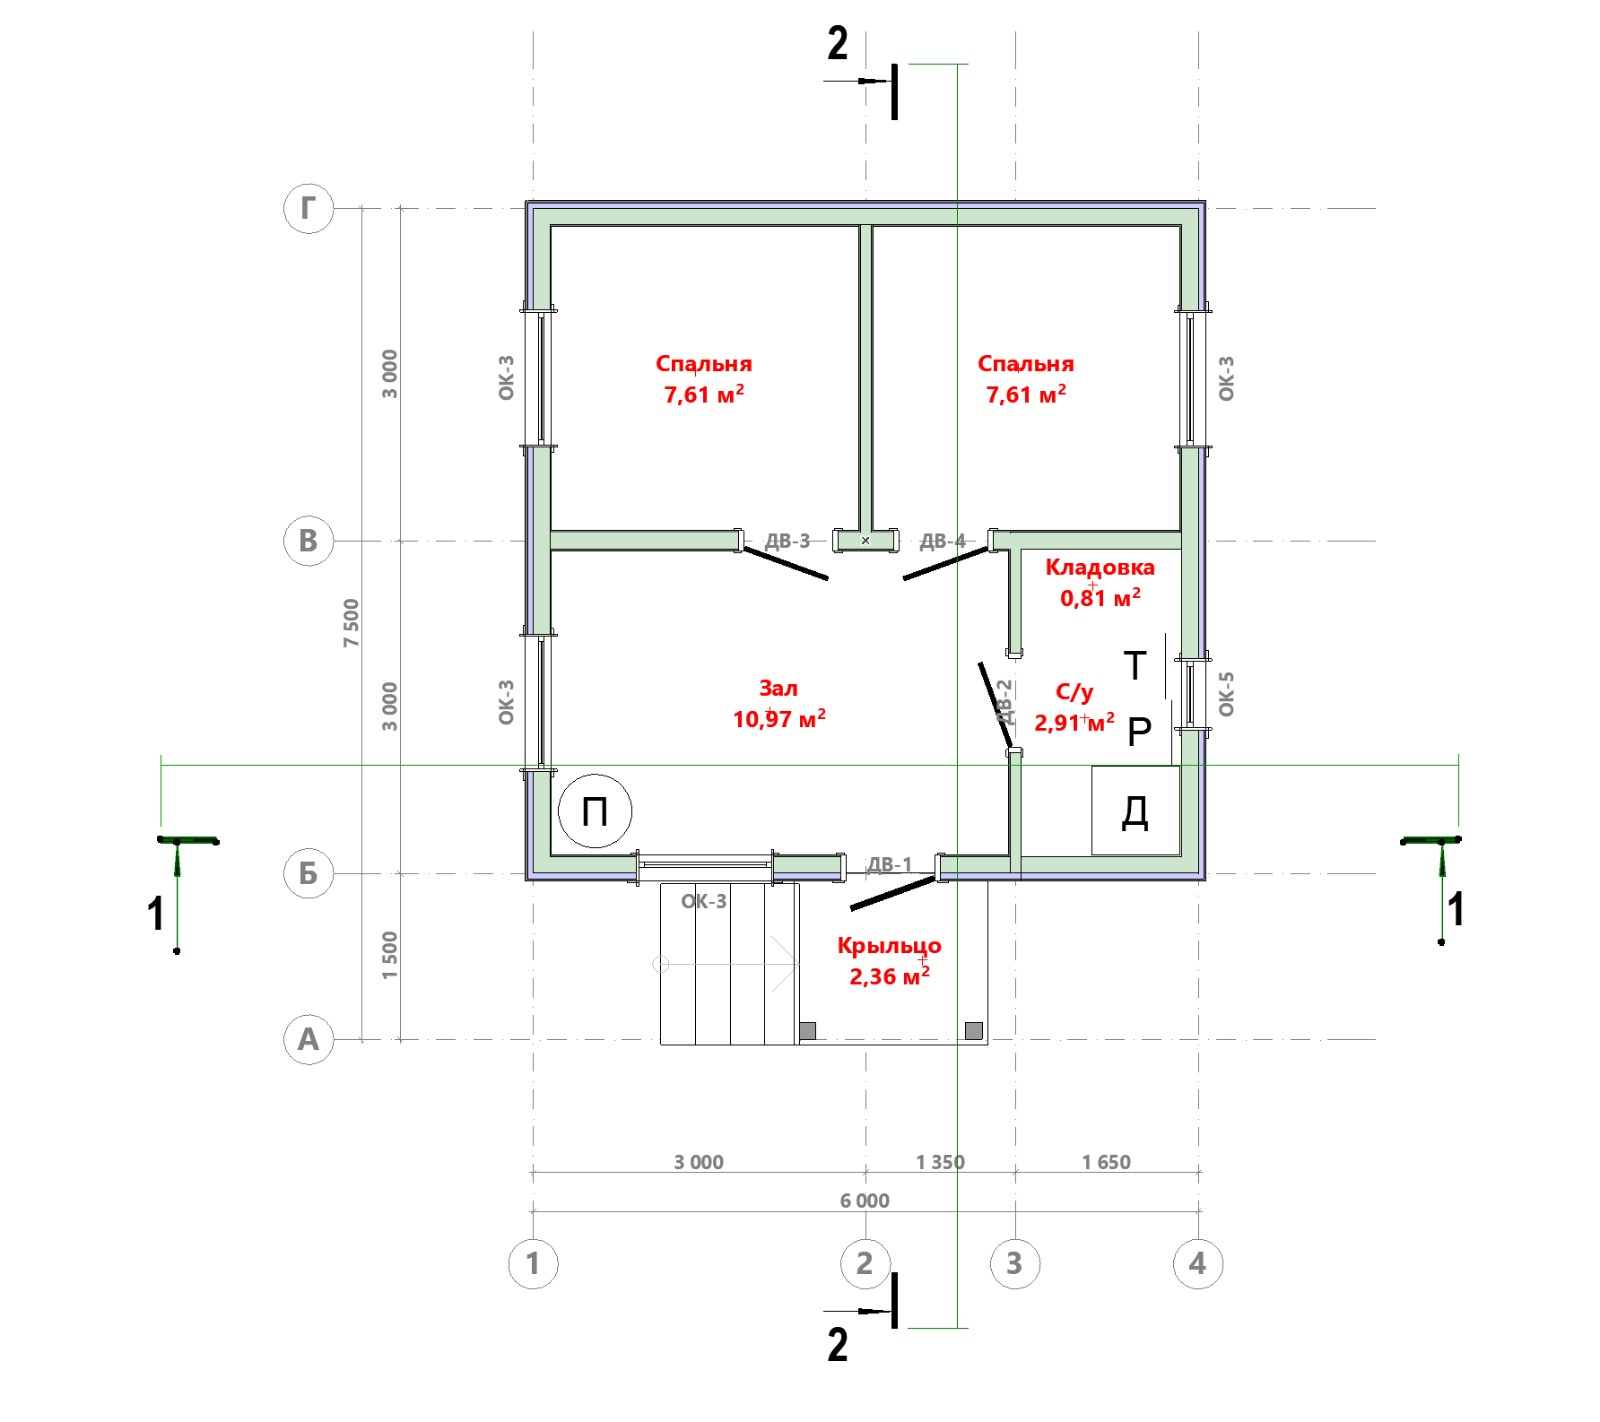 2
Г
3 000
ОК-3
Спальня
7,61 м²
Спальня
7,61 м²
ОК-3
В
ДВ-3
ДВ-4
7 500
Кладовка
0,81 м²
3 000
ОК-3
Зал
10,97 м²
ДВ-2
С/у
2,91 м²
Т
Р
ОК-5
П
Д
Б
ДВ-1
1
ОК-3
1
1 500
Крыльцо
2,36 м²
А
3 000
1 350
1 650
6 000
1
2
3
4
2